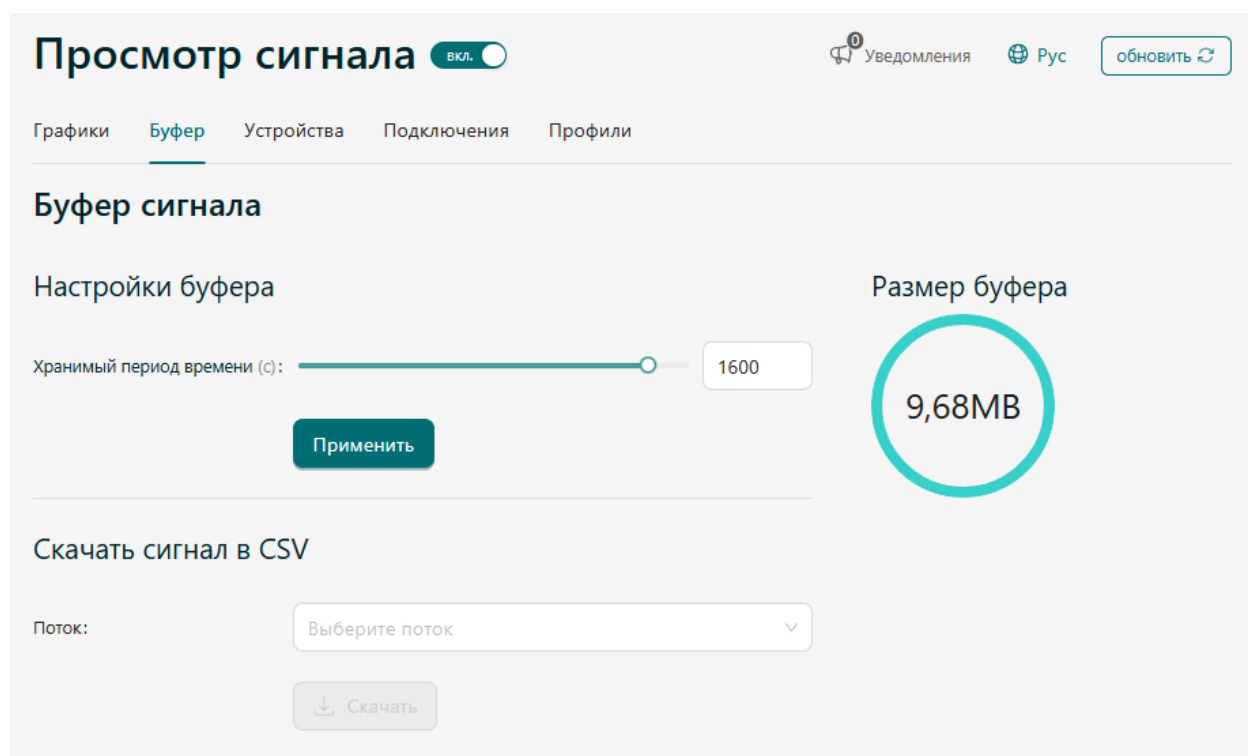 Просмотр сигнала вкл. 0 Уведомления Рус обновить
Графики Буфер Устройства Подключения Профили
Буфер сигнала
Настройки буфера Размер буфера
Хранимый период времени (с): 1600
9,68MB
Применить
Скачать сигнал в CSV
Поток: Выберите поток
Скачать